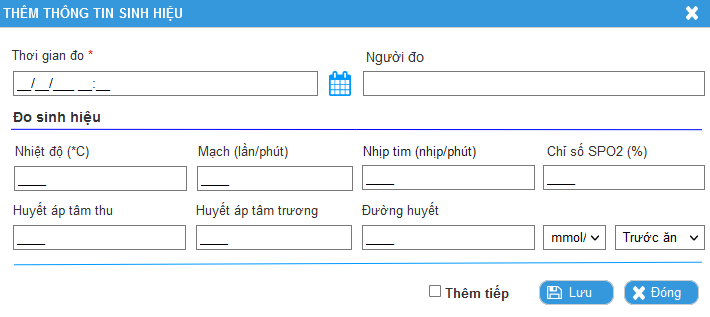 THÊM THÔNG TIN SINH HIỆU
Thơi gian đo * Người đo
__/__/___ __:__
Đo sinh hiệu
Nhiệt độ (*C) Mạch (lần/phút) Nhịp tim (nhịp/phút) Chỉ số SPO2 (%)
____ ____ ____ ____
Huyết áp tâm thu Huyết áp tâm trương Đường huyết
____ ____ ____ mmol/ Trước ăn
Thêm tiếp Lưu Đóng